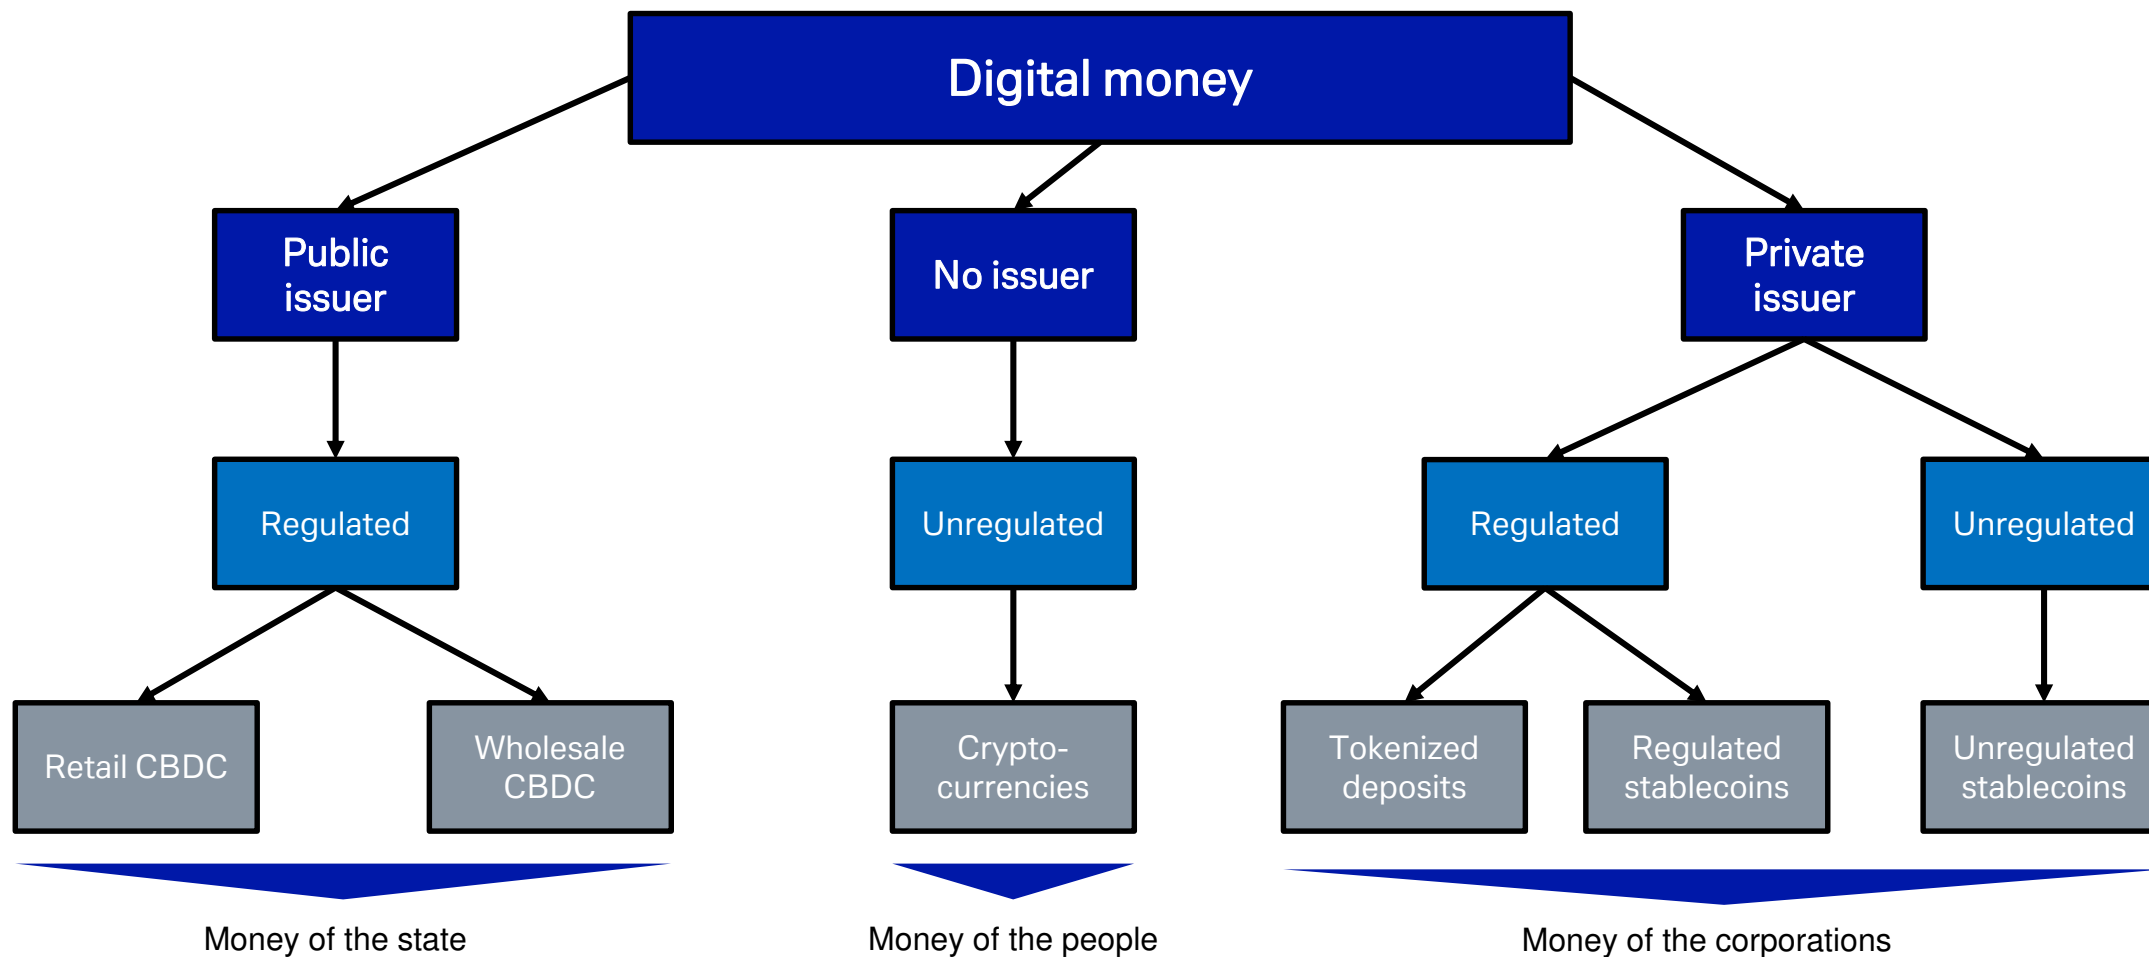 Digital money
Public
issuer
No issuer
Private
issuer
Regulated
Unregulated
Regulated
Unregulated
Retail CBDC
Wholesale
CBDC
Crypto-
currencies
Tokenized
deposits
Regulated
stablecoins
Unregulated
stablecoins
Money of the state
Money of the people
Money of the corporations